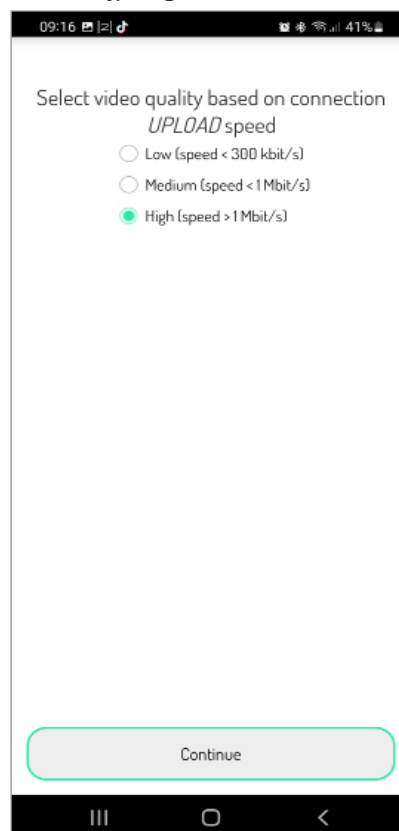 09:16 |2| 41%
Select video quality based on connection
UPLOAD speed
Low (speed < 300 kbit/s)
Medium (speed < 1 Mbit/s)
High (speed > 1 Mbit/s)
Continue